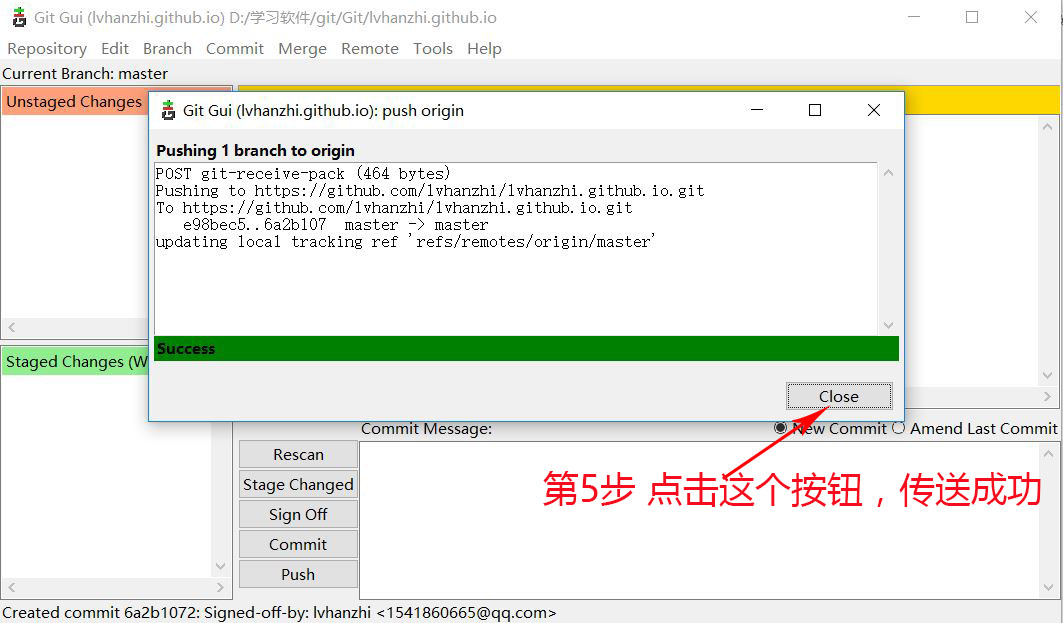 Git Gui (lvhanzhi.github.io) D:/学习软件/git/Git/lvhanzhi.github.io
Repository Edit Branch Commit Merge Remote Tools Help
Current Branch: master
Unstaged Changes
Git Gui (lvhanzhi.github.io): push origin
Pushing 1 branch to origin
POST git-receive-pack (464 bytes)
Pushing to https://github.com/lvhanzhi/lvhanzhi.github.io.git
To https://github.com/lvhanzhi/lvhanzhi.github.io.git
e98bec5..6a2b107 master -> master
updating local tracking ref 'refs/remotes/origin/master'
Success
Staged Changes (W
Close
Commit Message:
New Commit Amend Last Commit
Rescan
Stage Changed
第5步 点击这个按钮，传送成功
Sign Off
Commit
Push
Created commit 6a2b1072: Signed-off-by: lvhanzhi <1541860665@qq.com>